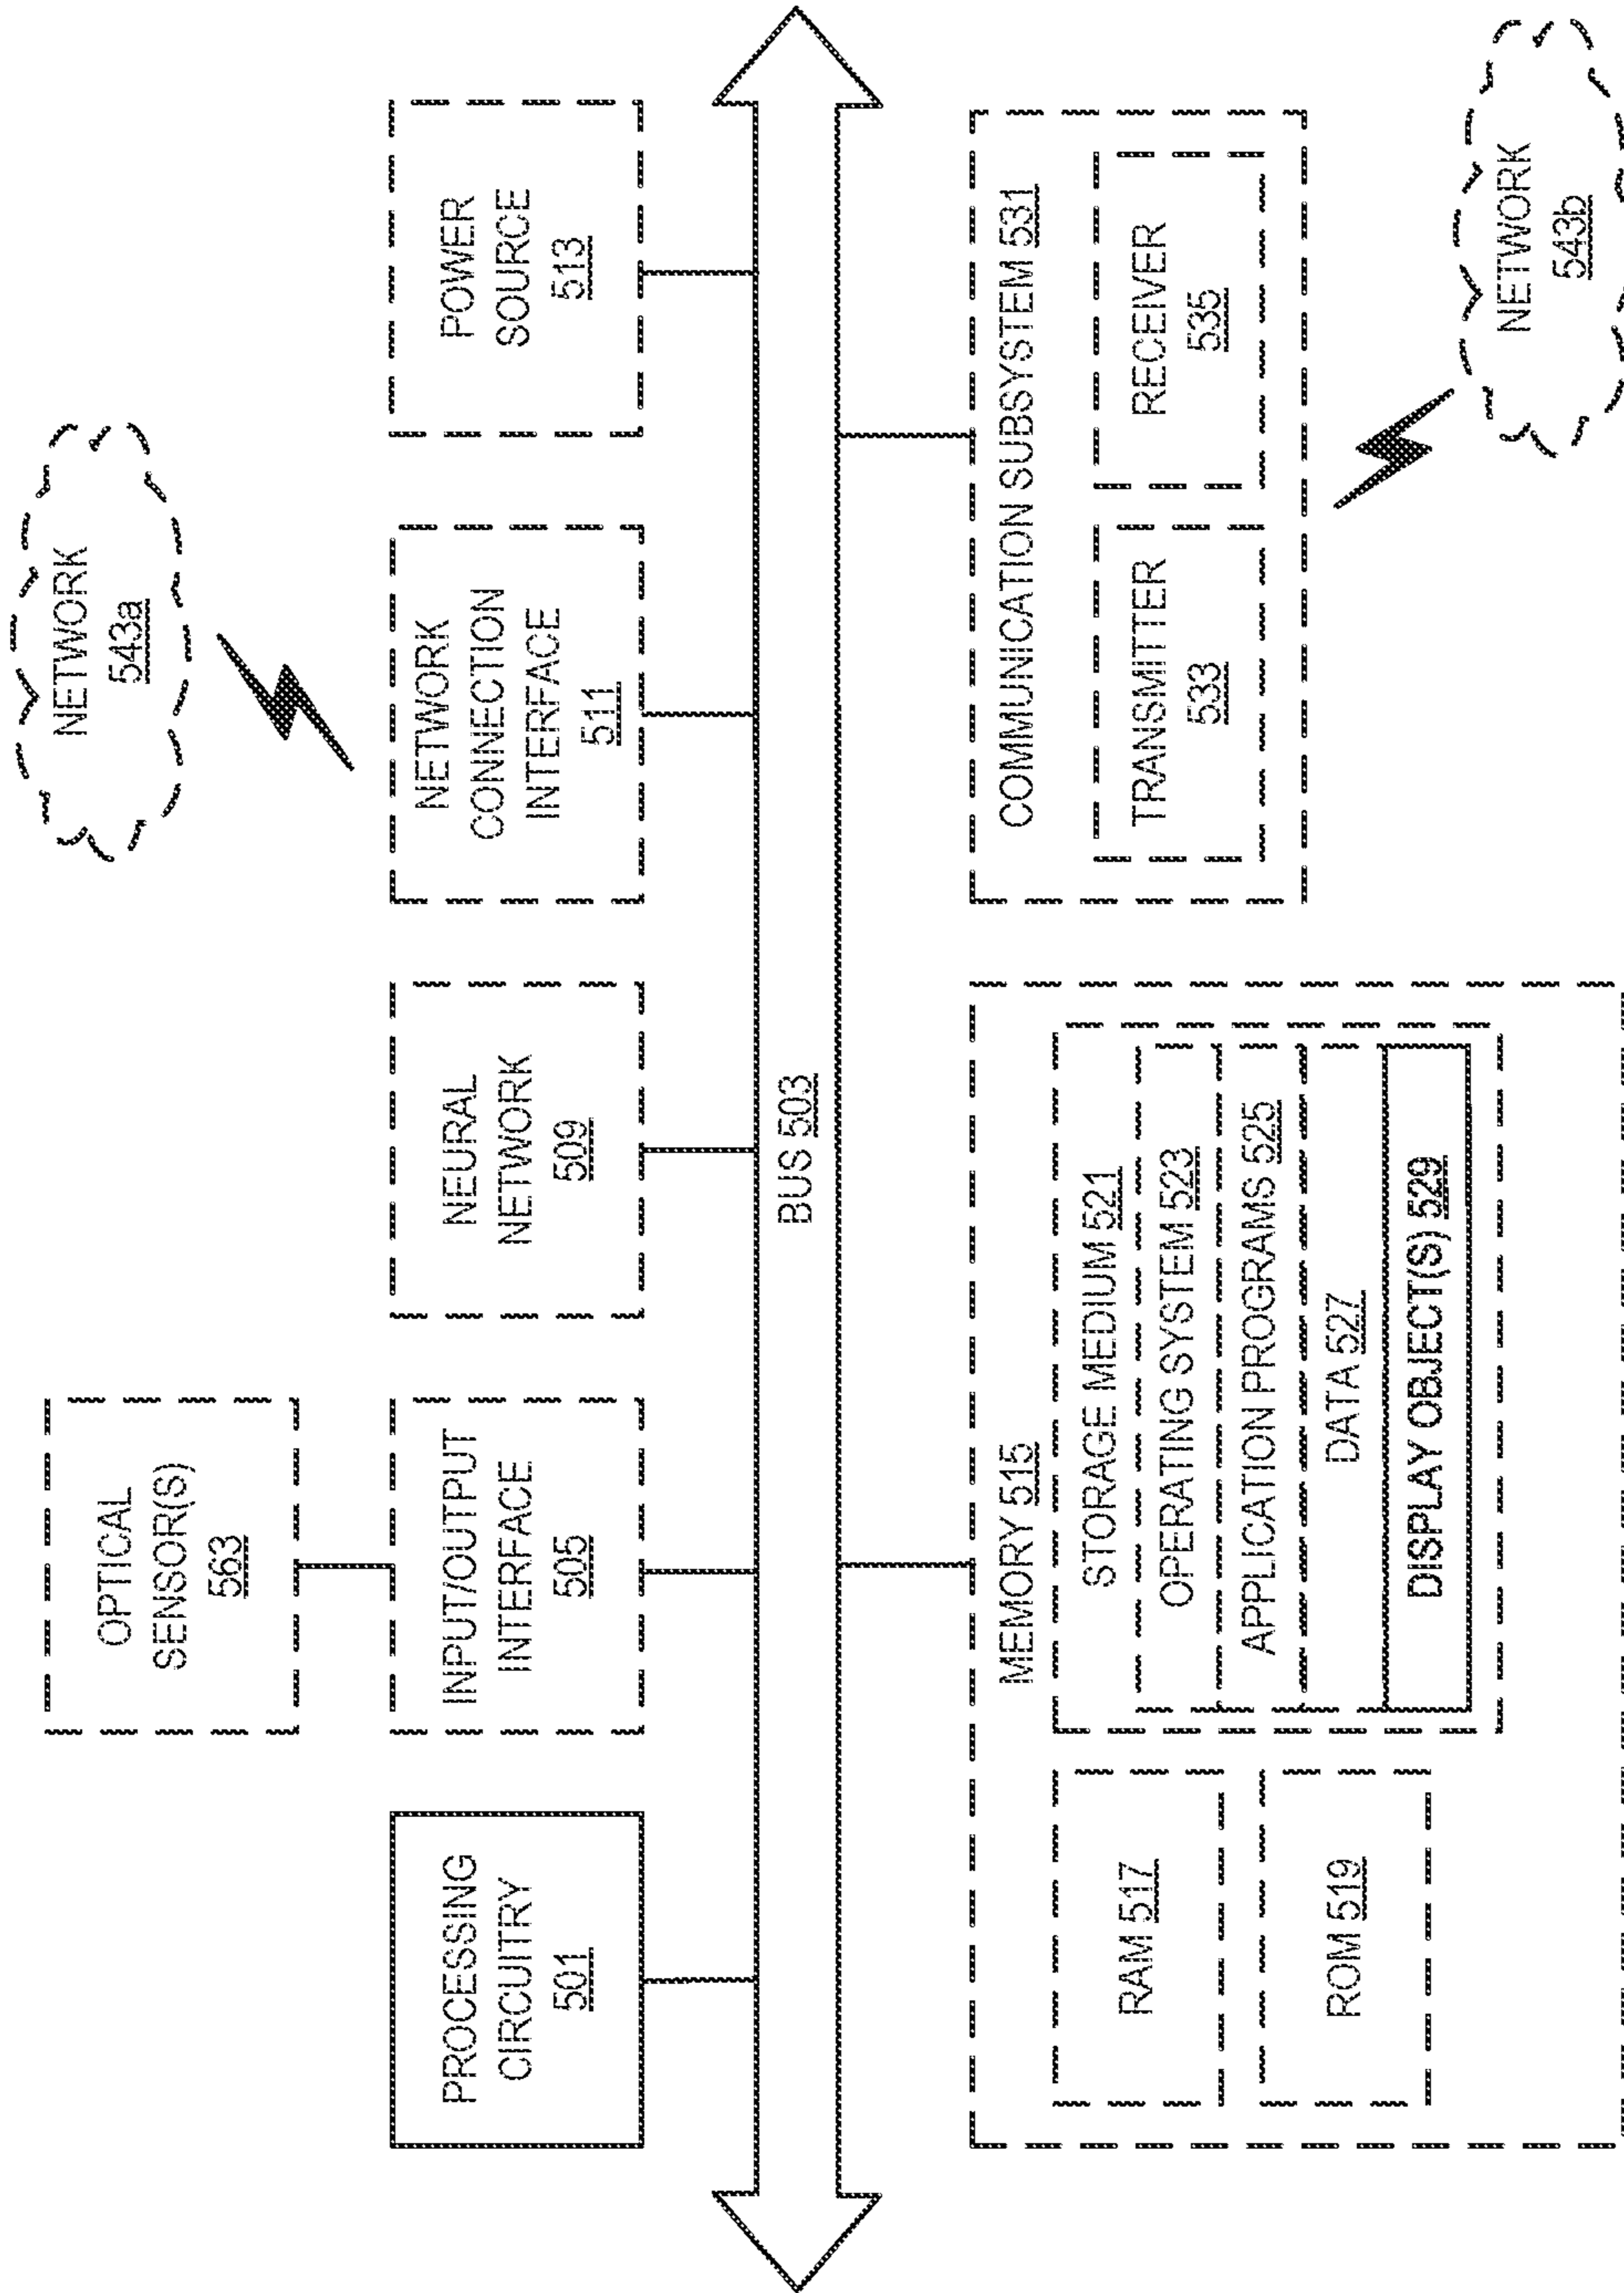 NETWORK
543a
OPTICAL
SENSOR(S)
563
PROCESSING
CIRCUITRY
501
INPUT/OUTPUT
INTERFACE
505
NEURAL
NETWORK
509
NETWORK
CONNECTION
INTERFACE
511
POWER
SOURCE
513
BUS 503
MEMORY 515
RAM 517
ROM 519
STORAGE MEDIUM 521
OPERATING SYSTEM 523
APPLICATION PROGRAMS 525
DATA 527
DISPLAY OBJECT(S) 529
COMMUNICATION SUBSYSTEM 531
TRANSMITTER
533
RECEIVER
535
NETWORK
543b